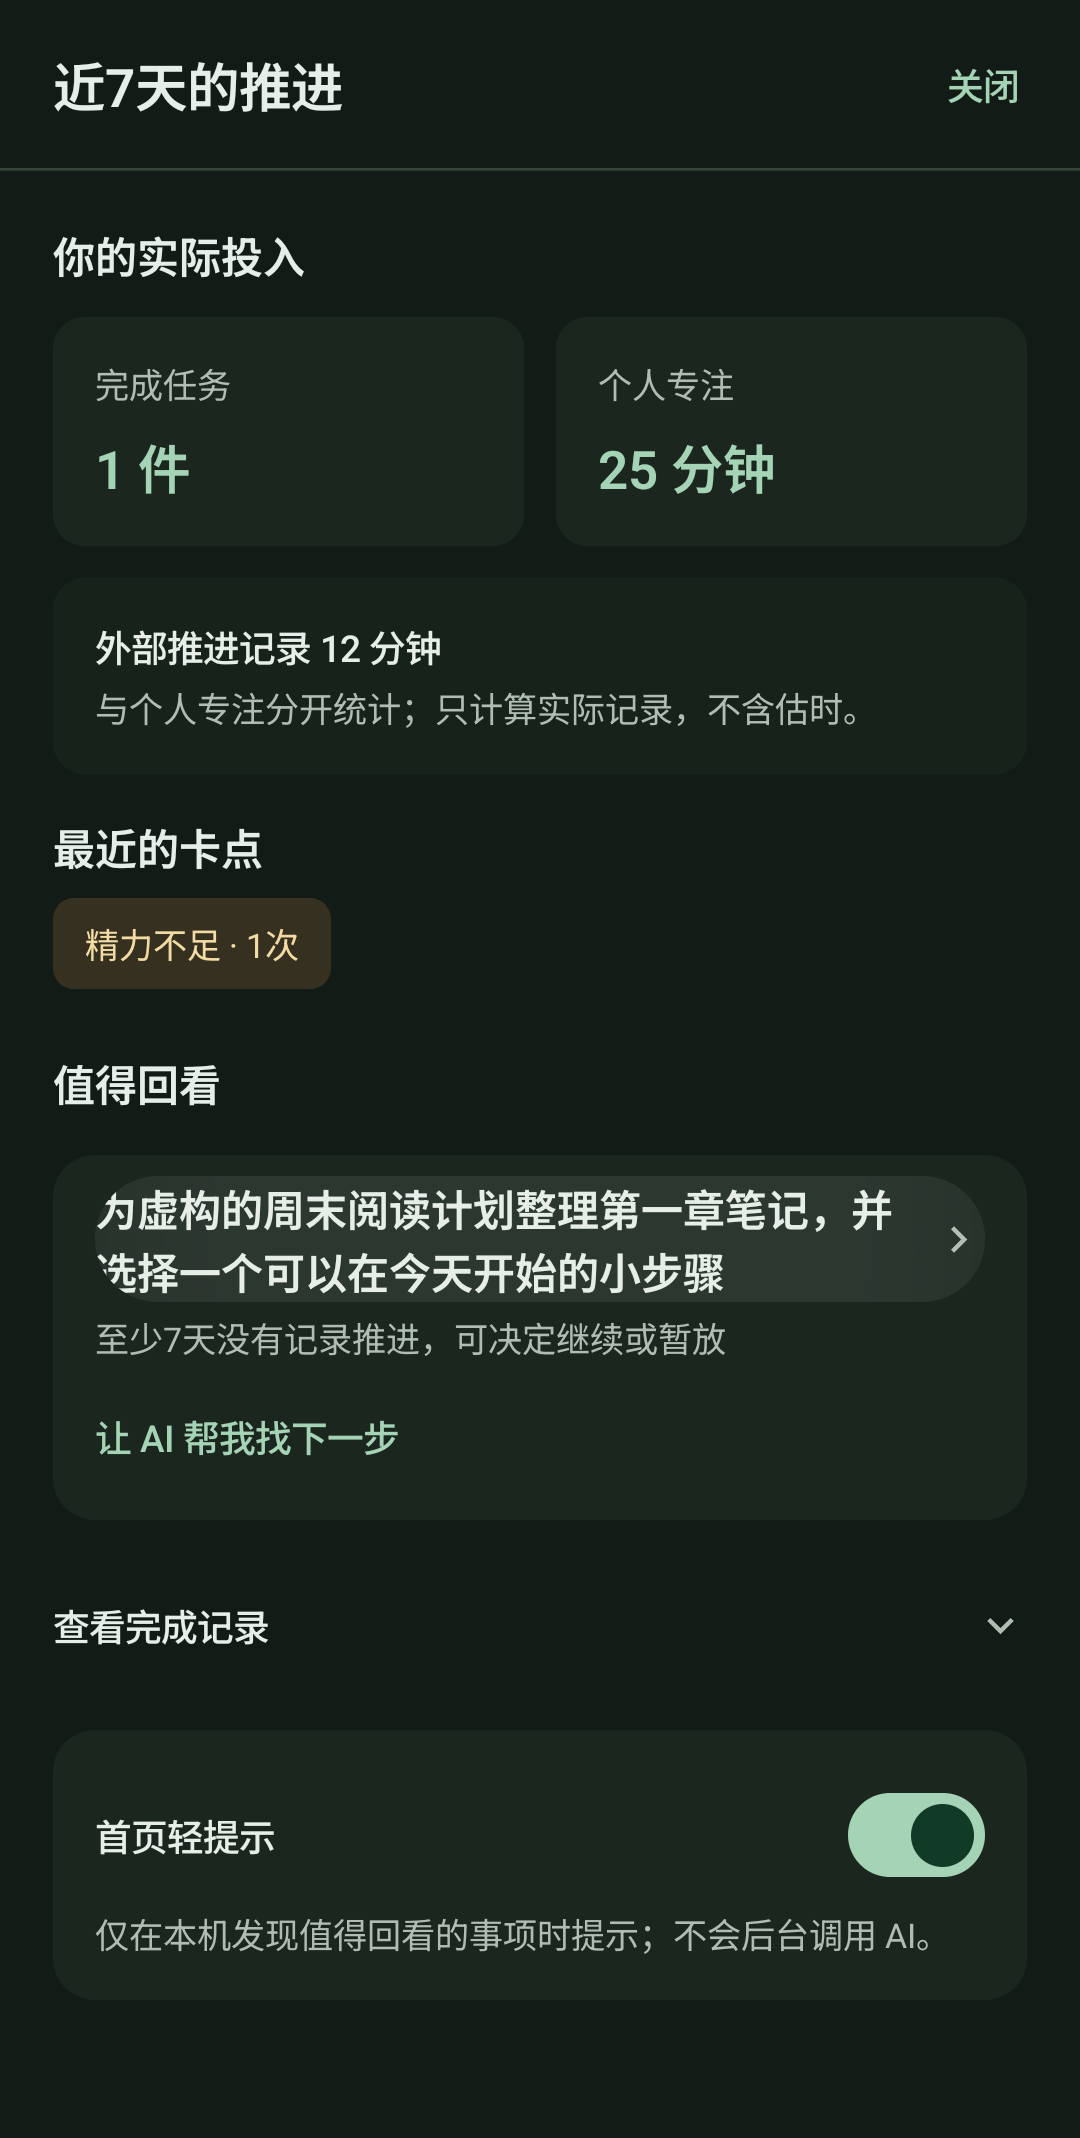 近7天的推进
关闭
你的实际投入
完成任务
个人专注
1 件
25 分钟
外部推进记录 12 分钟
与个人专注分开统计；只计算实际记录，不含估时。
最近的卡点
精力不足 · 1次
值得回看
为虚构的周末阅读计划整理第一章笔记，并
选择一个可以在今天开始的小步骤
至少7天没有记录推进，可决定继续或暂放
让 AI 帮我找下一步
查看完成记录
首页轻提示
仅在本机发现值得回看的事项时提示；不会后台调用 AI。